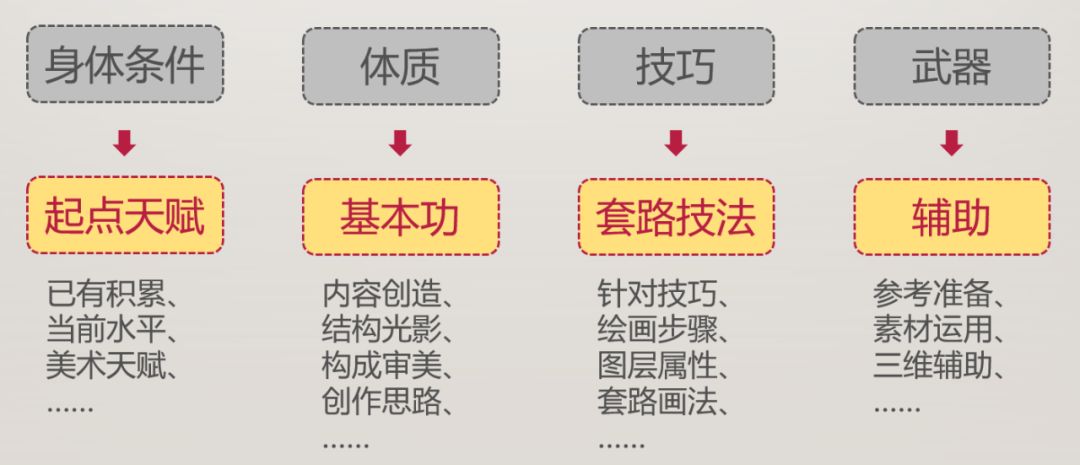 身体条件
体质
技巧
武器
起点天赋
基本功
套路技法
辅助
已有积累、
当前水平、
美术天赋、
……
内容创造、
结构光影、
构成审美、
创作思路、
……
针对技巧、
绘画步骤、
图层属性、
套路画法、
……
参考准备、
素材运用、
三维辅助、
……